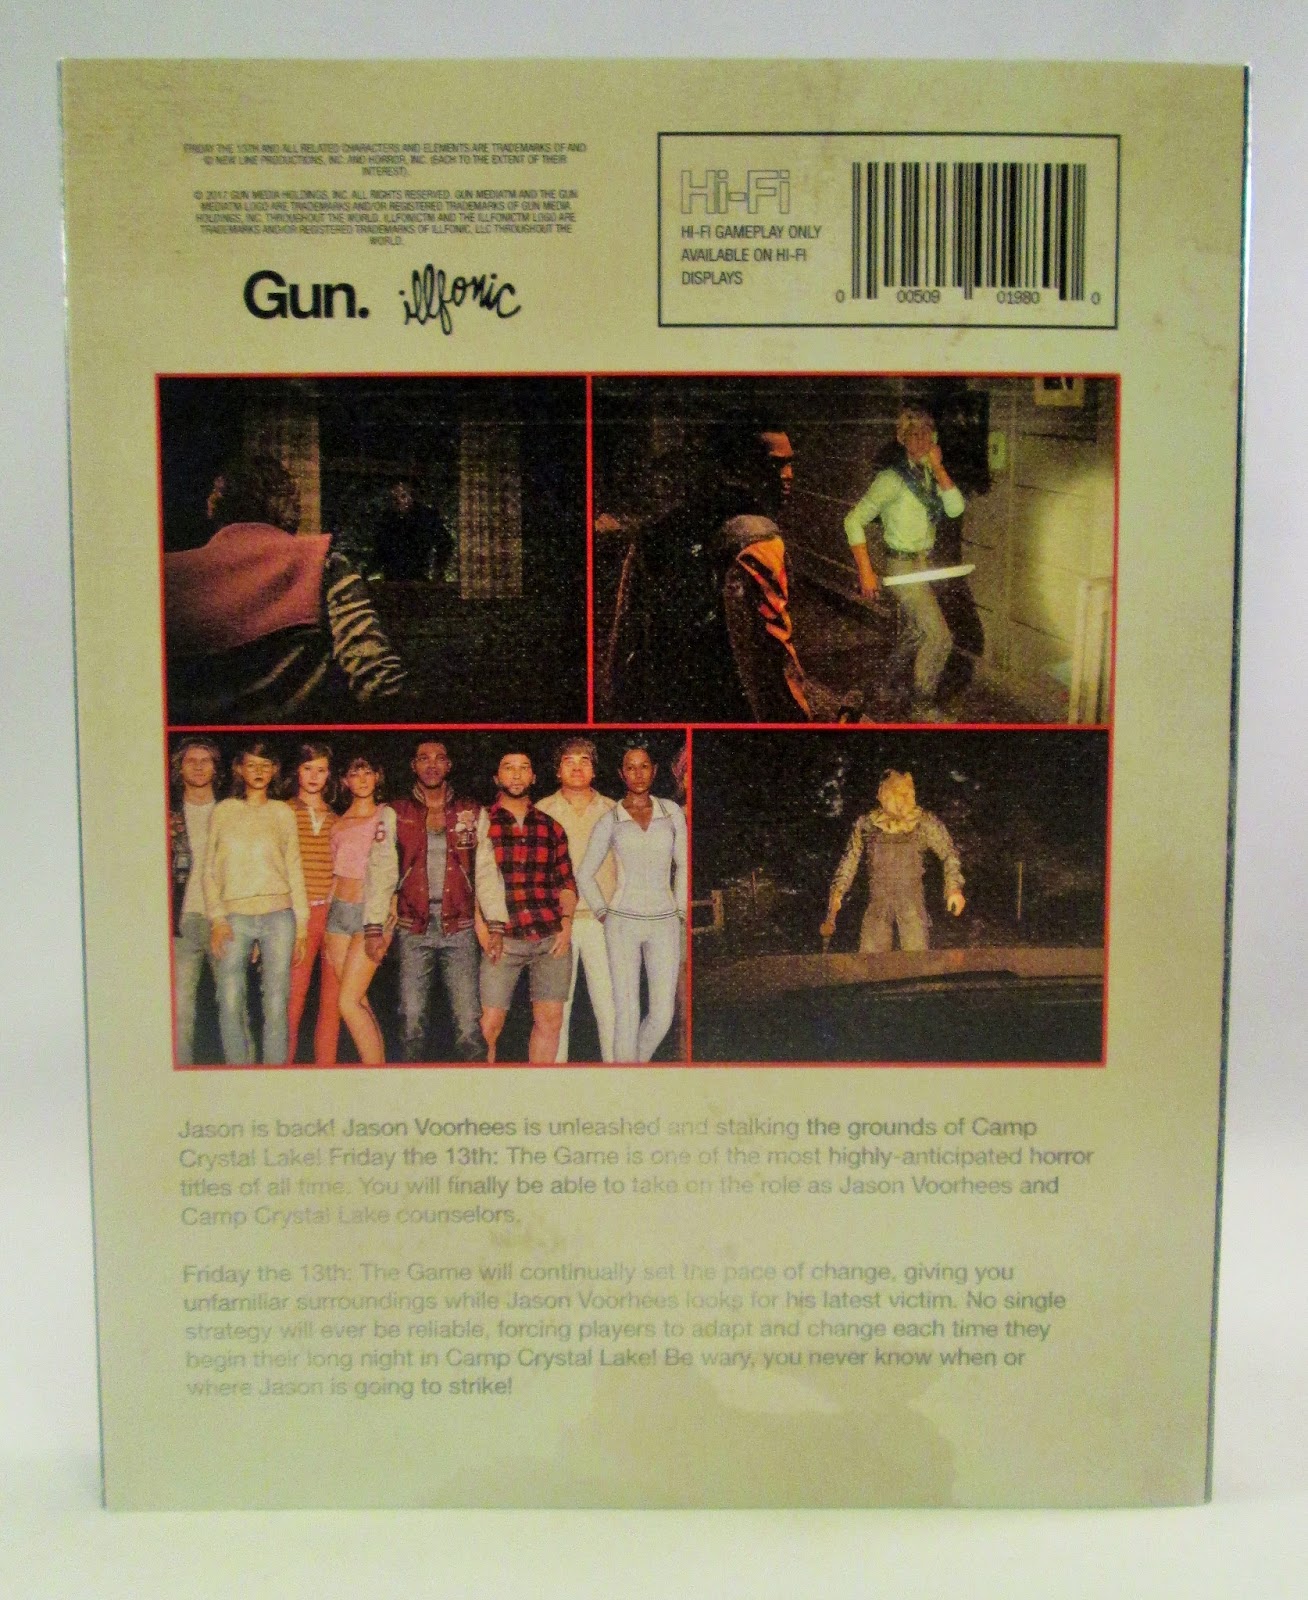 FRIDAY THE 13TH AND ALL RELATED CHARACTERS AND ELEMENTS ARE TRADEMARKS OF AND
© NEW LINE PRODUCTIONS, INC. AND HORROR, INC. (EACH TO THE EXTENT OF THEIR
INTEREST).
© 2017 GUN MEDIA HOLDINGS, INC. ALL RIGHTS RESERVED. GUN MEDIATM AND THE GUN
MEDIATM LOGO ARE TRADEMARKS AND/OR REGISTERED TRADEMARKS OF GUN MEDIA
HOLDINGS, INC. THROUGHOUT THE WORLD. ILLFONICTM AND THE ILLFONICTM LOGO ARE
TRADEMARKS AND/OR REGISTERED TRADEMARKS OF ILLFONIC, LLC THROUGHOUT THE
WORLD.
Gun. illfonic
Hi-Fi
HI-FI GAMEPLAY ONLY
AVAILABLE ON HI-FI
DISPLAYS
0 00509 01980 0
Jason is back! Jason Voorhees is unleashed and stalking the grounds of Camp
Crystal Lake! Friday the 13th: The Game is one of the most highly-anticipated horror
titles of all time. You will finally be able to take on the role as Jason Voorhees and
Camp Crystal Lake counselors.
Friday the 13th: The Game will continually set the pace of change, giving you
unfamiliar surroundings while Jason Voorhees looks for his latest victim. No single
strategy will ever be reliable, forcing players to adapt and change each time they
begin their long night in Camp Crystal Lake! Be wary, you never know when or
where Jason is going to strike!